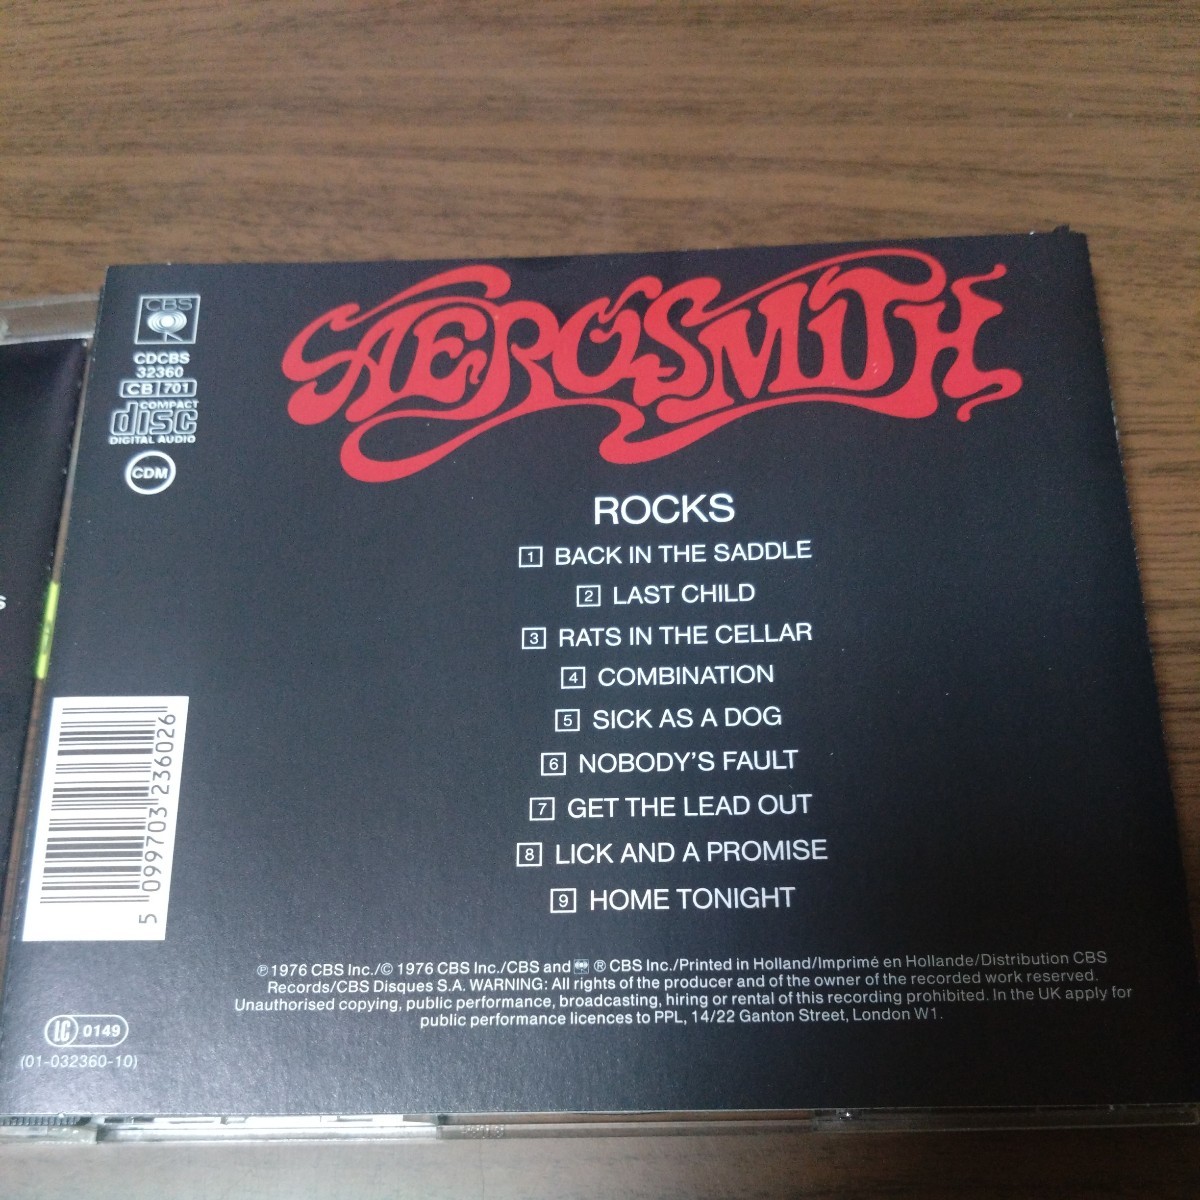 AEROSMITH
CBS
CDCBS
32360
CB 701
COMPACT
disc
DIGITAL AUDIO
CDM
ROCKS
1 BACK IN THE SADDLE
2 LAST CHILD
3 RATS IN THE CELLAR
4 COMBINATION
5 SICK AS A DOG
6 NOBODY'S FAULT
7 GET THE LEAD OUT
8 LICK AND A PROMISE
9 HOME TONIGHT
5 099703 236026
℗ 1976 CBS Inc./© 1976 CBS Inc./CBS and ® CBS Inc./Printed in Holland/Imprimé en Hollande/Distribution CBS
Records/CBS Disques S.A. WARNING: All rights of the producer and of the owner of the recorded work reserved.
Unauthorised copying, public performance, broadcasting, hiring or rental of this recording prohibited. In the UK apply for
public performance licences to PPL, 14/22 Ganton Street, London W1.
LC 0149
(01-032360-10)